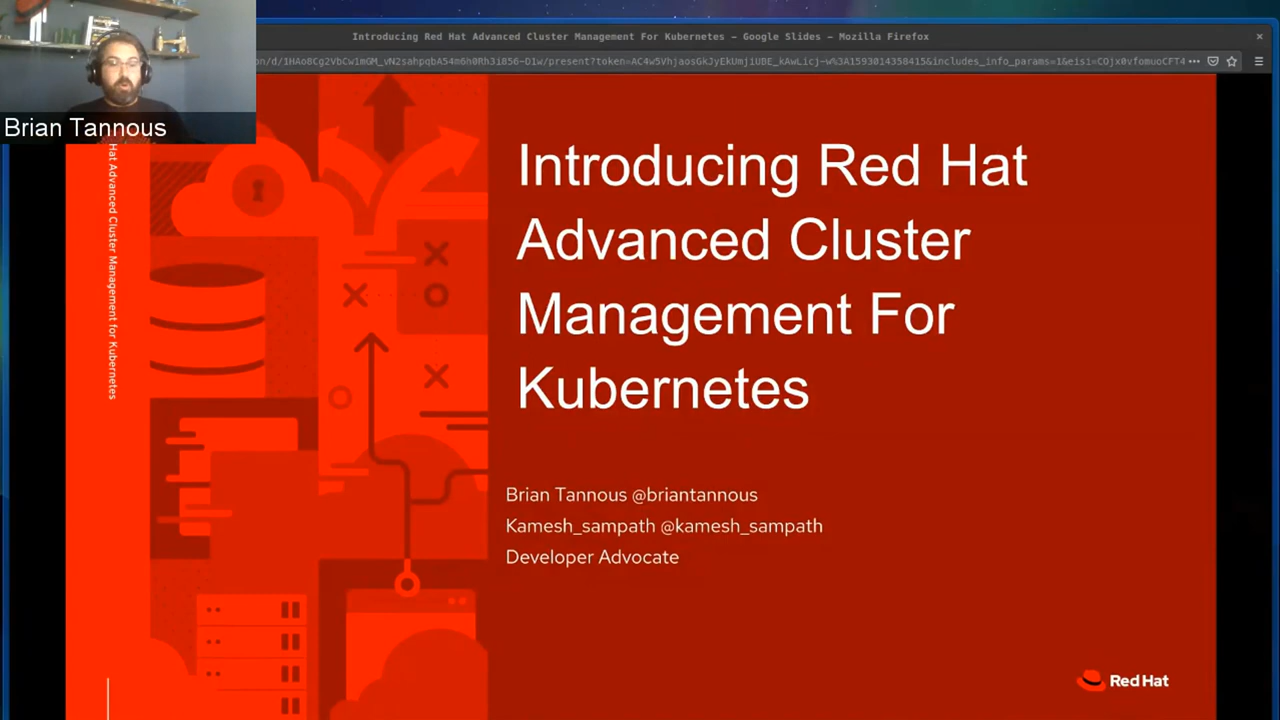 Introducing Red Hat Advanced Cluster Management For Kubernetes – Google Slides – Mozilla Firefox
Brian Tannous
Hat Advanced Cluster Management for Kubernetes
Introducing Red Hat
Advanced Cluster
Management For
Kubernetes
Brian Tannous @briantannous
Kamesh_sampath @kamesh_sampath
Developer Advocate
Red Hat